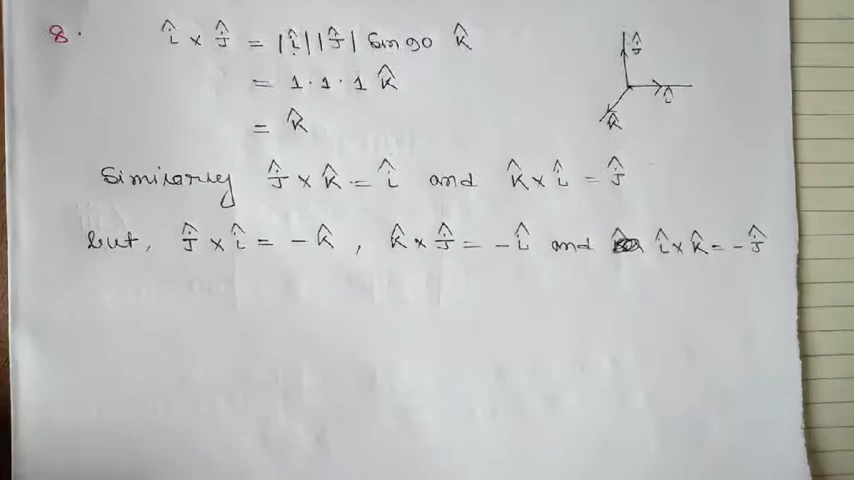 8. î × ĵ = |î| |ĵ| Sin 90 k̂
= 1 · 1 · 1 k̂
= k̂
ĵ
î
k̂
Similarly ĵ × k̂ = î and k̂ × î = ĵ
but, ĵ × î = - k̂ , k̂ × ĵ = - î and î × k̂ = - ĵ